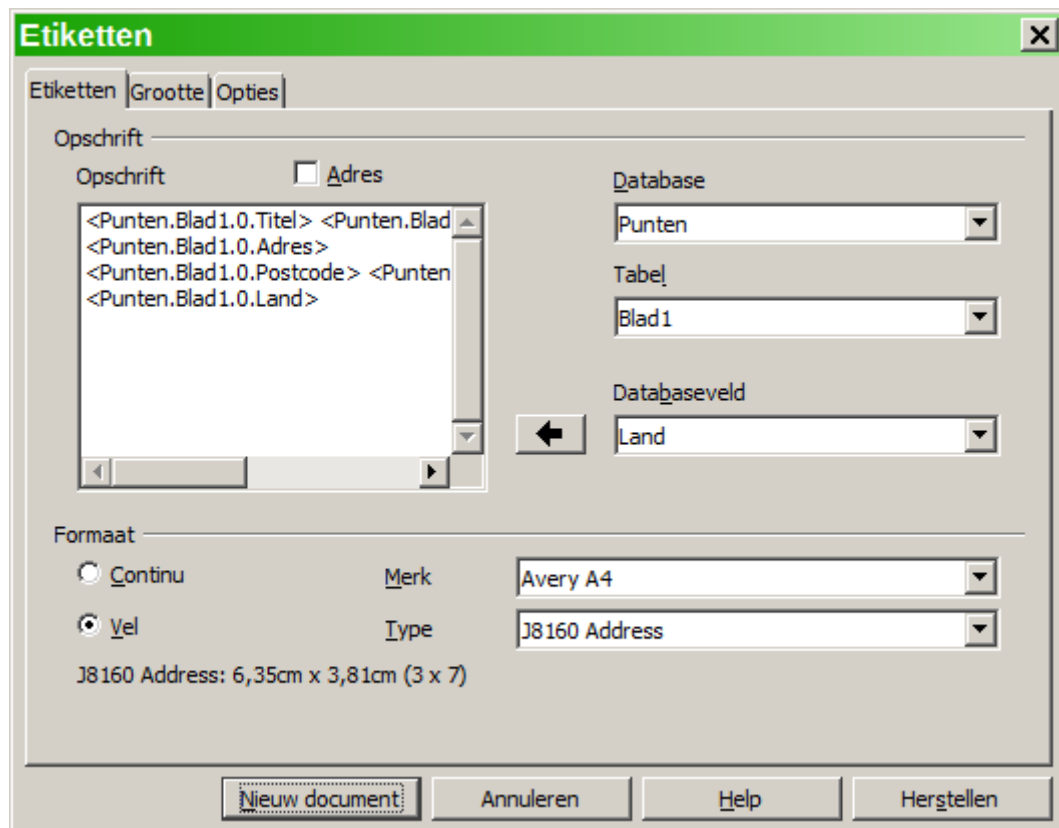 Etiketten
Etiketten Grootte Opties
Opschrift
Opschrift Adres
<Punten.Blad1.0.Titel> <Punten.Blad
<Punten.Blad1.0.Adres>
<Punten.Blad1.0.Postcode> <Punten
<Punten.Blad1.0.Land>
Database
Punten
Tabel
Blad1
Databaseveld
Land
Formaat
Continu Merk Avery A4
Vel Type J8160 Address
J8160 Address: 6,35cm x 3,81cm (3 x 7)
Nieuw document Annuleren Help Herstellen